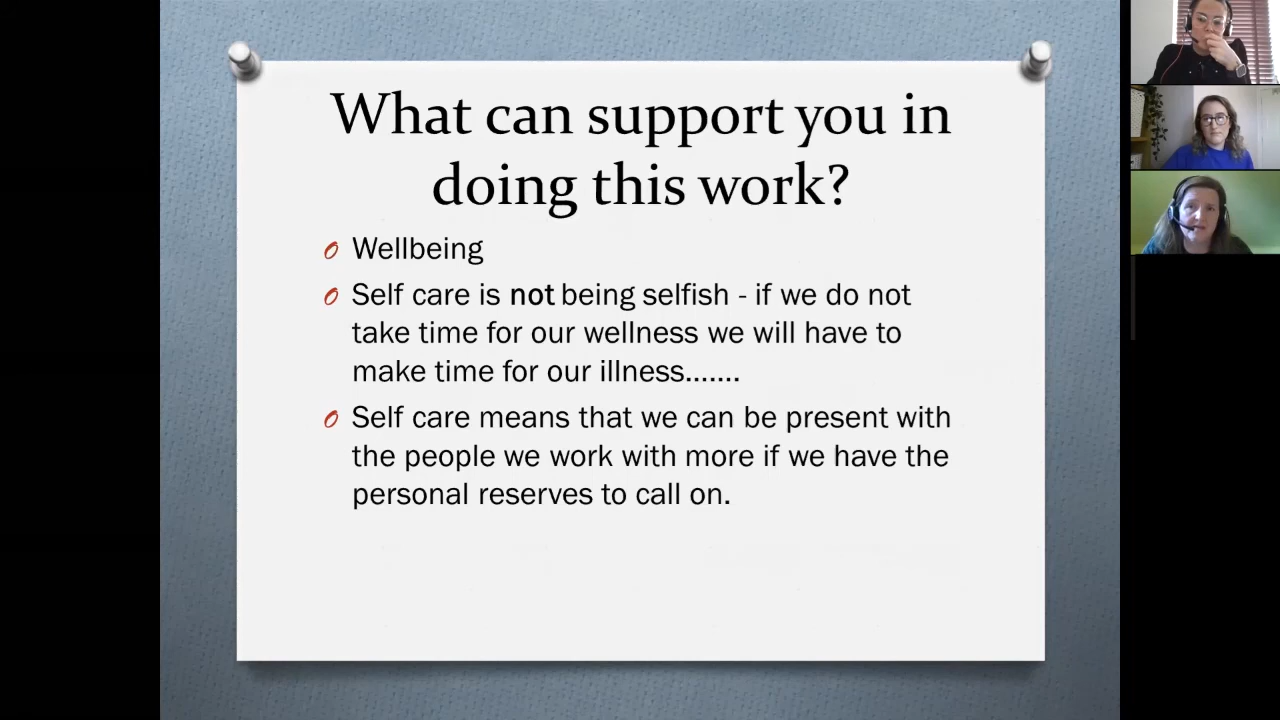 What can support you in
doing this work?
Wellbeing
Self care is not being selfish - if we do not
take time for our wellness we will have to
make time for our illness.......
Self care means that we can be present with
the people we work with more if we have the
personal reserves to call on.